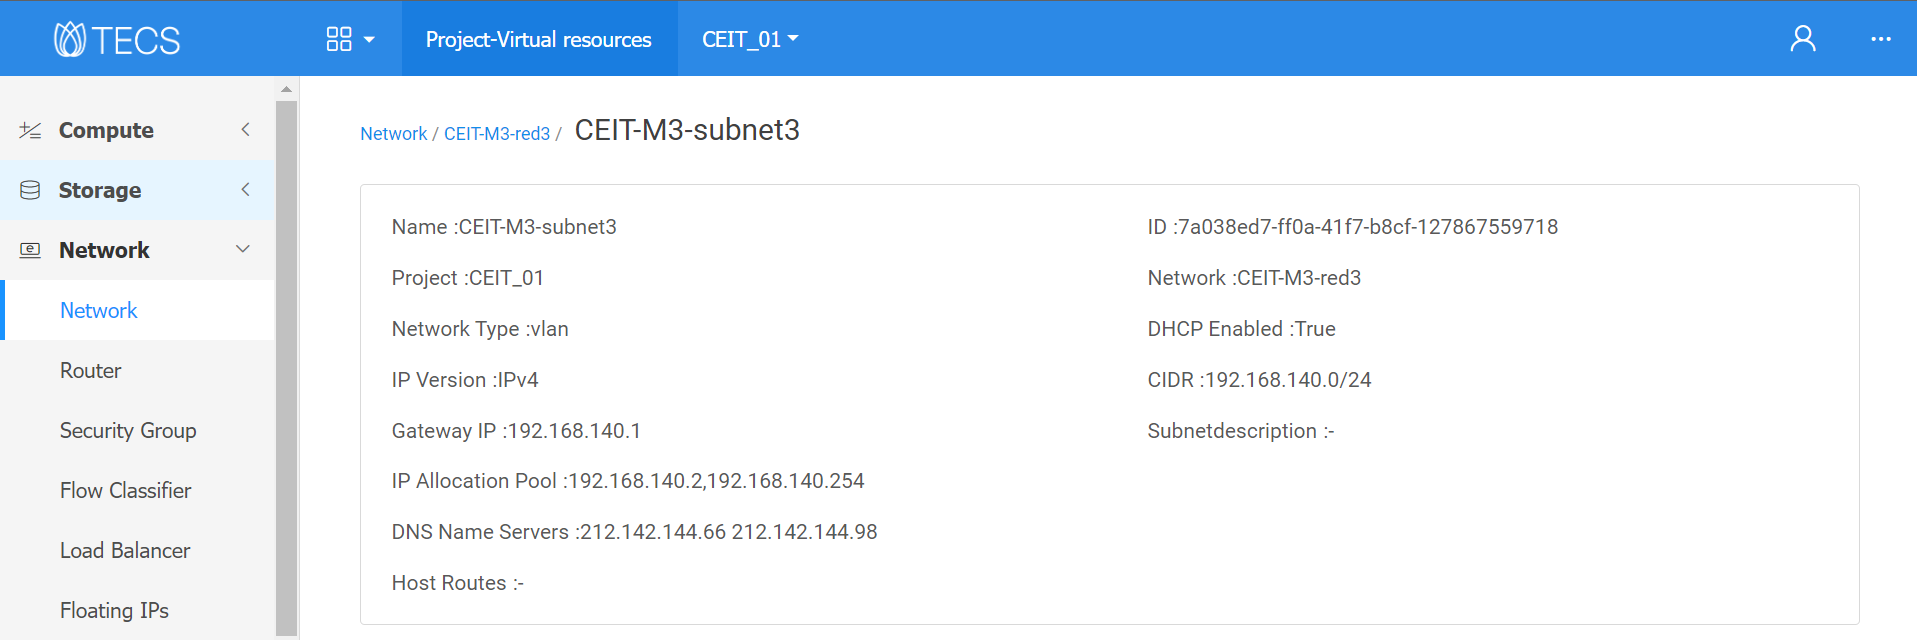 TECS
Project-Virtual resources
CEIT_01
Compute
Storage
Network
Network
Router
Security Group
Flow Classifier
Load Balancer
Floating IPs
Network / CEIT-M3-red3 / CEIT-M3-subnet3
Name :CEIT-M3-subnet3
ID :7a038ed7-ff0a-41f7-b8cf-127867559718
Project :CEIT_01
Network :CEIT-M3-red3
Network Type :vlan
DHCP Enabled :True
IP Version :IPv4
CIDR :192.168.140.0/24
Gateway IP :192.168.140.1
Subnetdescription :-
IP Allocation Pool :192.168.140.2,192.168.140.254
DNS Name Servers :212.142.144.66 212.142.144.98
Host Routes :-